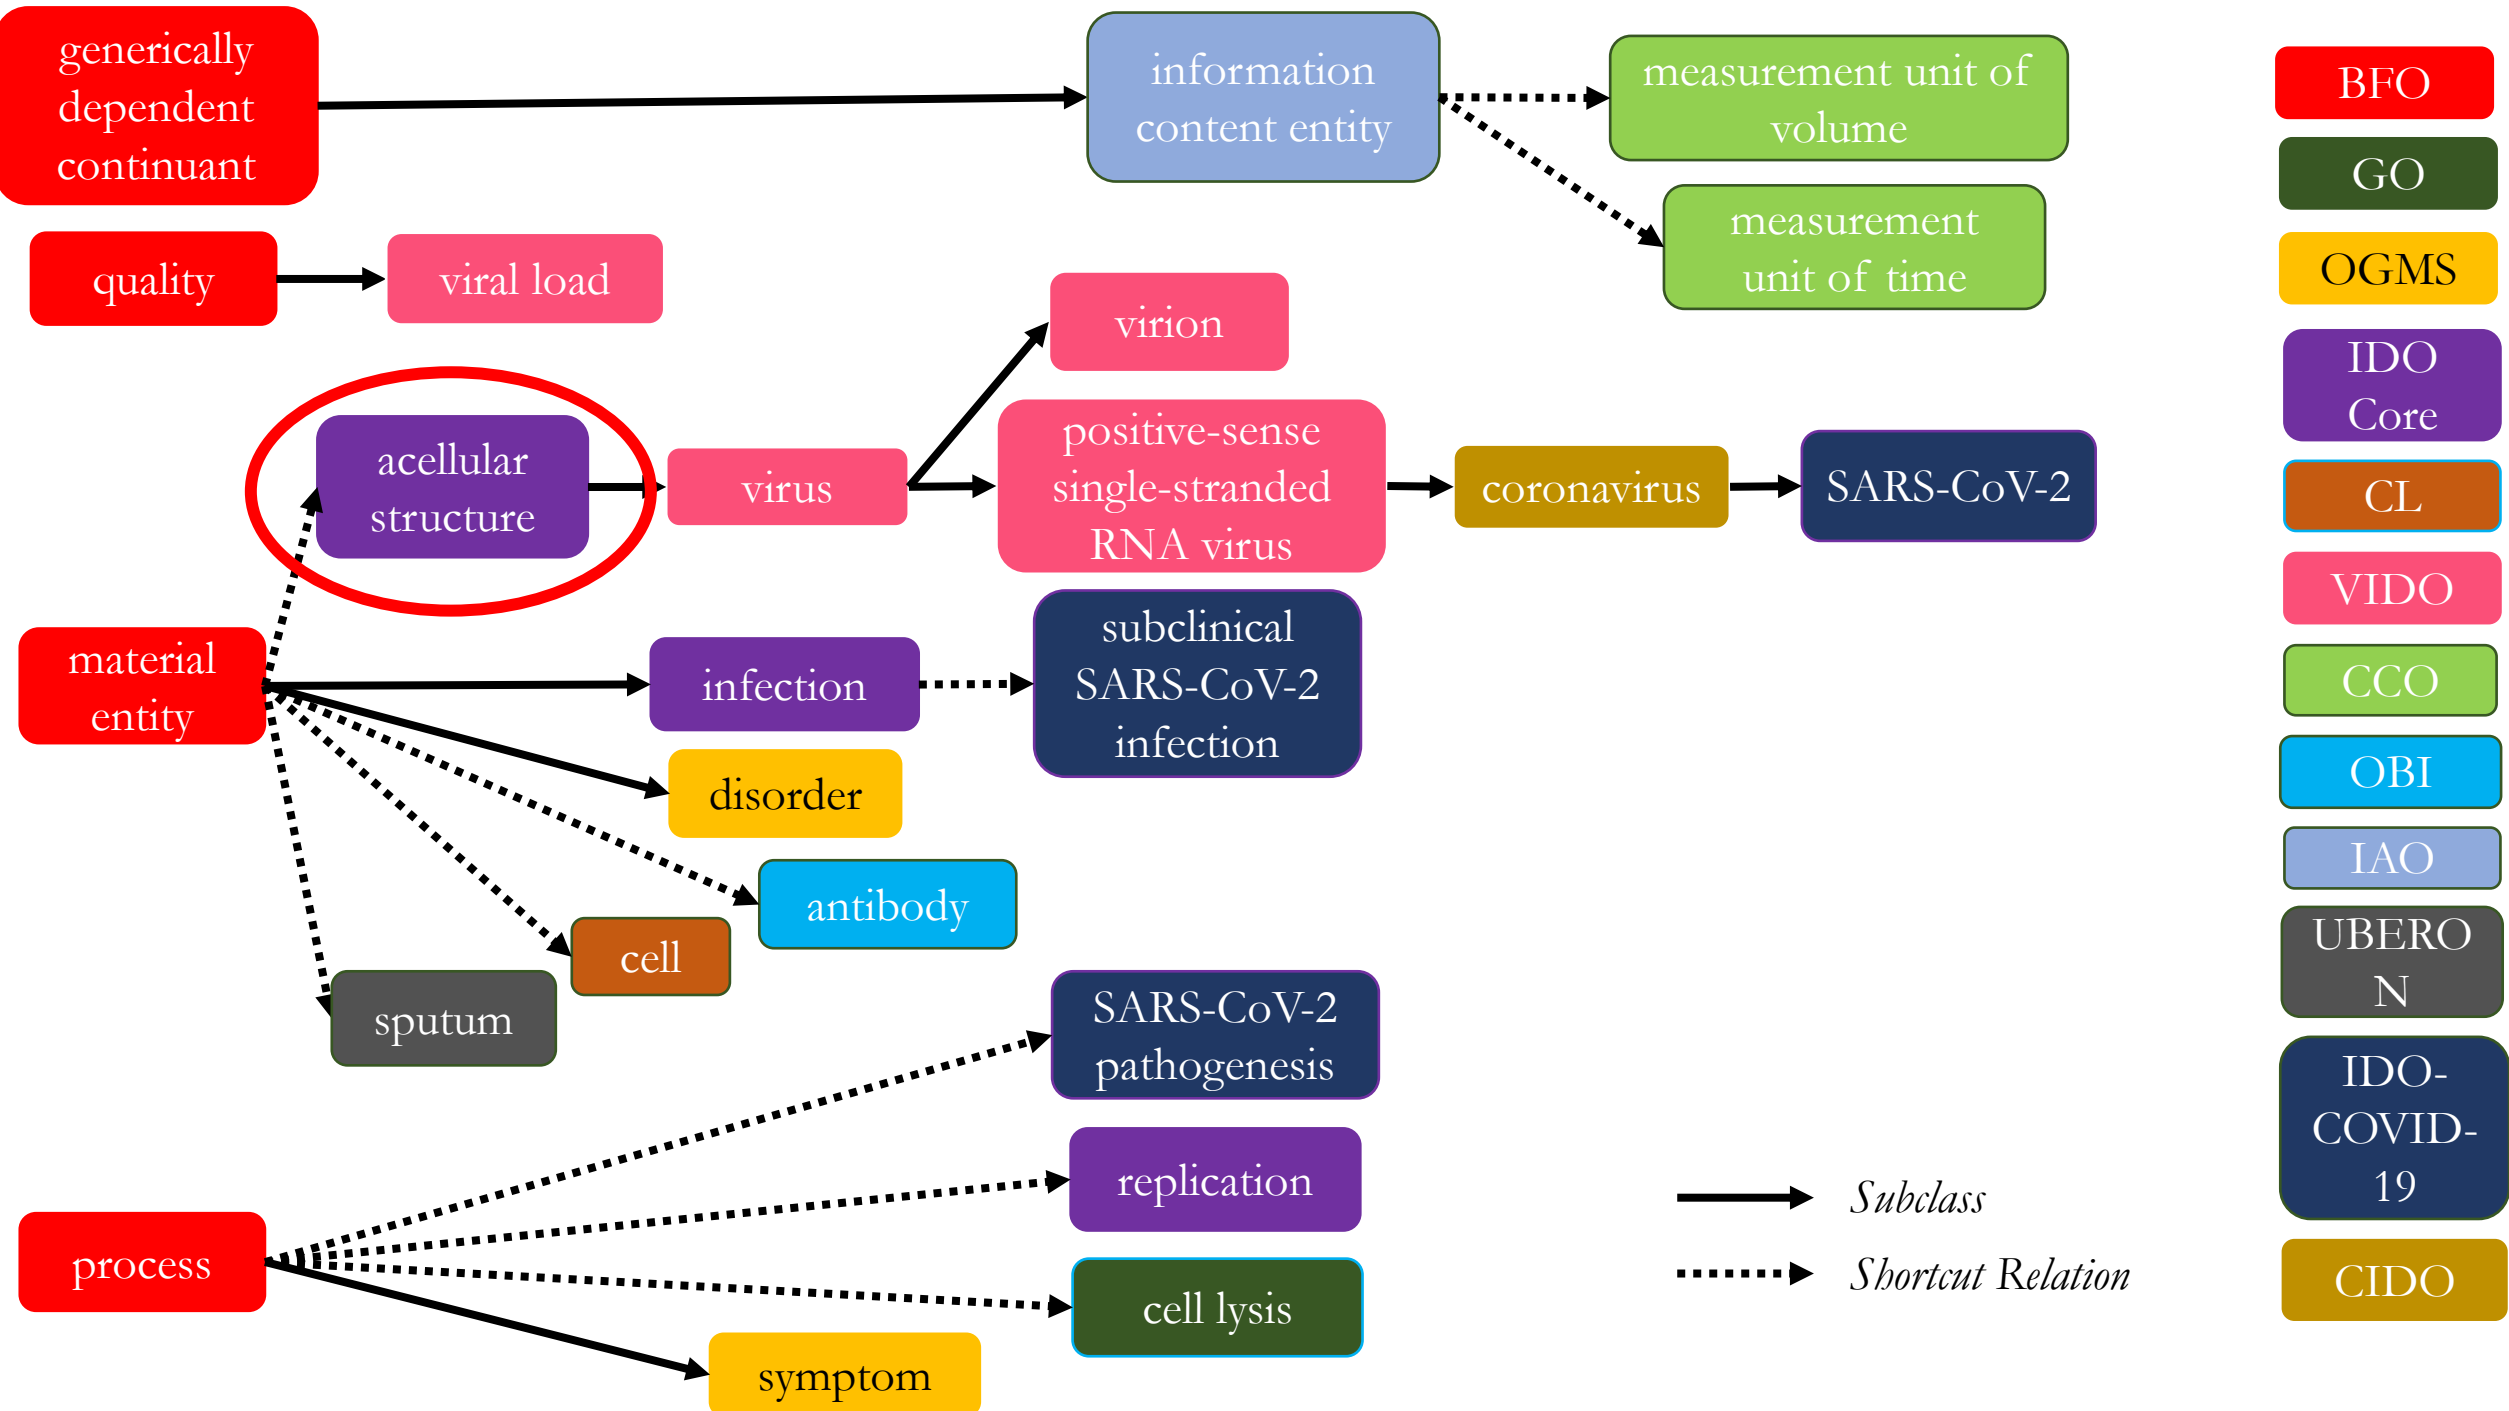 generically
dependent
continuant
information
content entity
measurement unit of
volume
measurement
unit of time
quality
viral load
virion
acellular
structure
virus
positive-sense
single-stranded
RNA virus
coronavirus
SARS-CoV-2
material
entity
infection
subclinical
SARS-CoV-2
infection
disorder
antibody
cell
sputum
SARS-CoV-2
pathogenesis
replication
process
cell lysis
symptom
Subclass
Shortcut Relation
BFO
GO
OGMS
IDO
Core
CL
VIDO
CCO
OBI
IAO
UBERO
N
IDO-
COVID-
19
CIDO